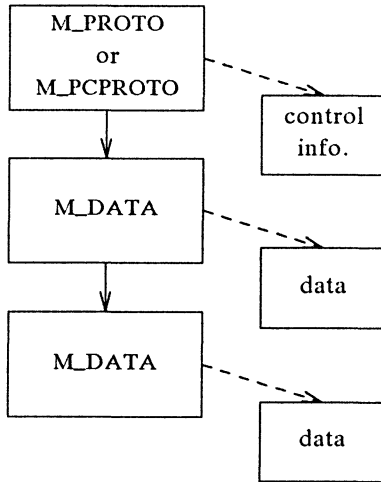 M_PROTO
or
M_PCPROTO
control
info.
M_DATA
data
M_DATA
data